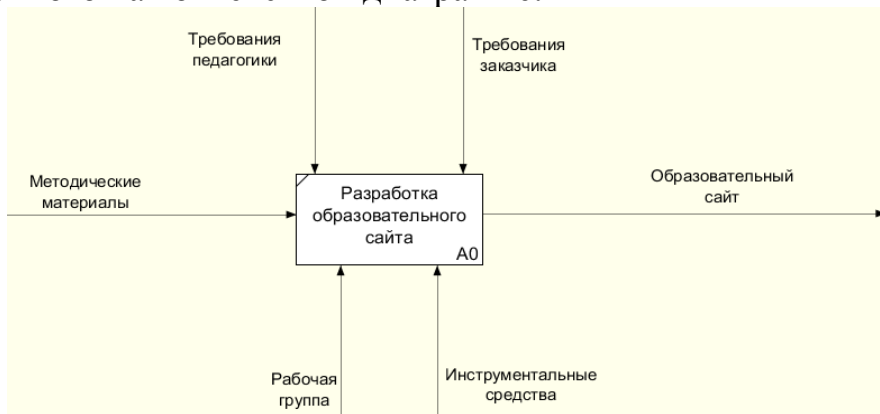 Требования
педагогики
Требования
заказчика
Методические
материалы
Разработка
образовательного
сайта
A0
Образовательный
сайт
Рабочая
группа
Инструментальные
средства